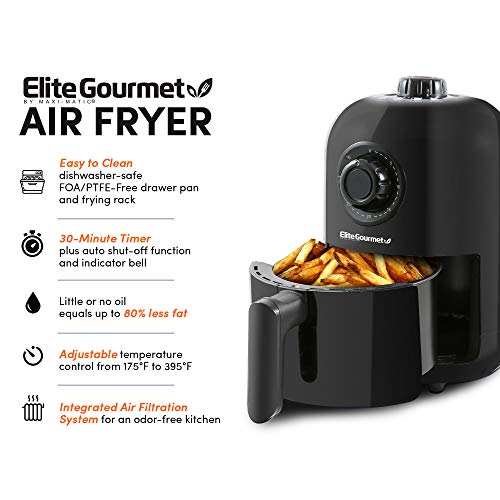 Elite Gourmet
BY MAXI-MATIC®
AIR FRYER
Easy to Clean
dishwasher-safe
FOA/PTFE-Free drawer pan
and frying rack
30-Minute Timer
plus auto shut-off function
and indicator bell
Little or no oil
equals up to 80% less fat
Adjustable temperature
control from 175°F to 395°F
Integrated Air Filtration
System for an odor-free kitchen
Elite Gourmet